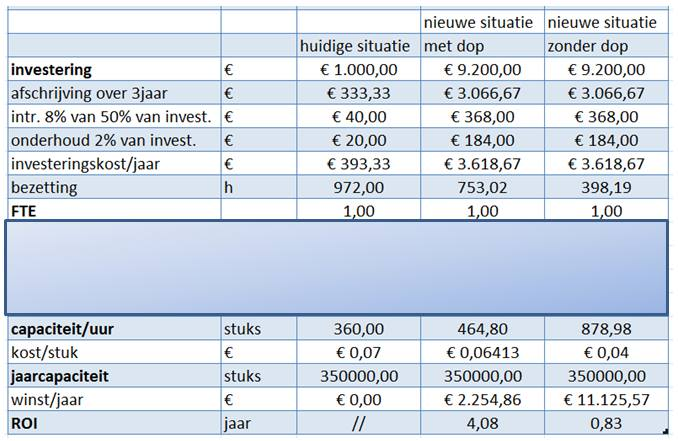 nieuwe situatie nieuwe situatie
huidige situatie met dop zonder dop
investering € € 1.000,00 € 9.200,00 € 9.200,00
afschrijving over 3jaar € € 333,33 € 3.066,67 € 3.066,67
intr. 8% van 50% van invest. € € 40,00 € 368,00 € 368,00
onderhoud 2% van invest. € € 20,00 € 184,00 € 184,00
investeringskost/jaar € € 393,33 € 3.618,67 € 3.618,67
bezetting h 972,00 753,02 398,19
FTE 1,00 1,00 1,00
capaciteit/uur stuks 360,00 464,80 878,98
kost/stuk € € 0,07 € 0,06413 € 0,04
jaarcapaciteit stuks 350000,00 350000,00 350000,00
winst/jaar € € 0,00 € 2.254,86 € 11.125,57
ROI jaar // 4,08 0,83